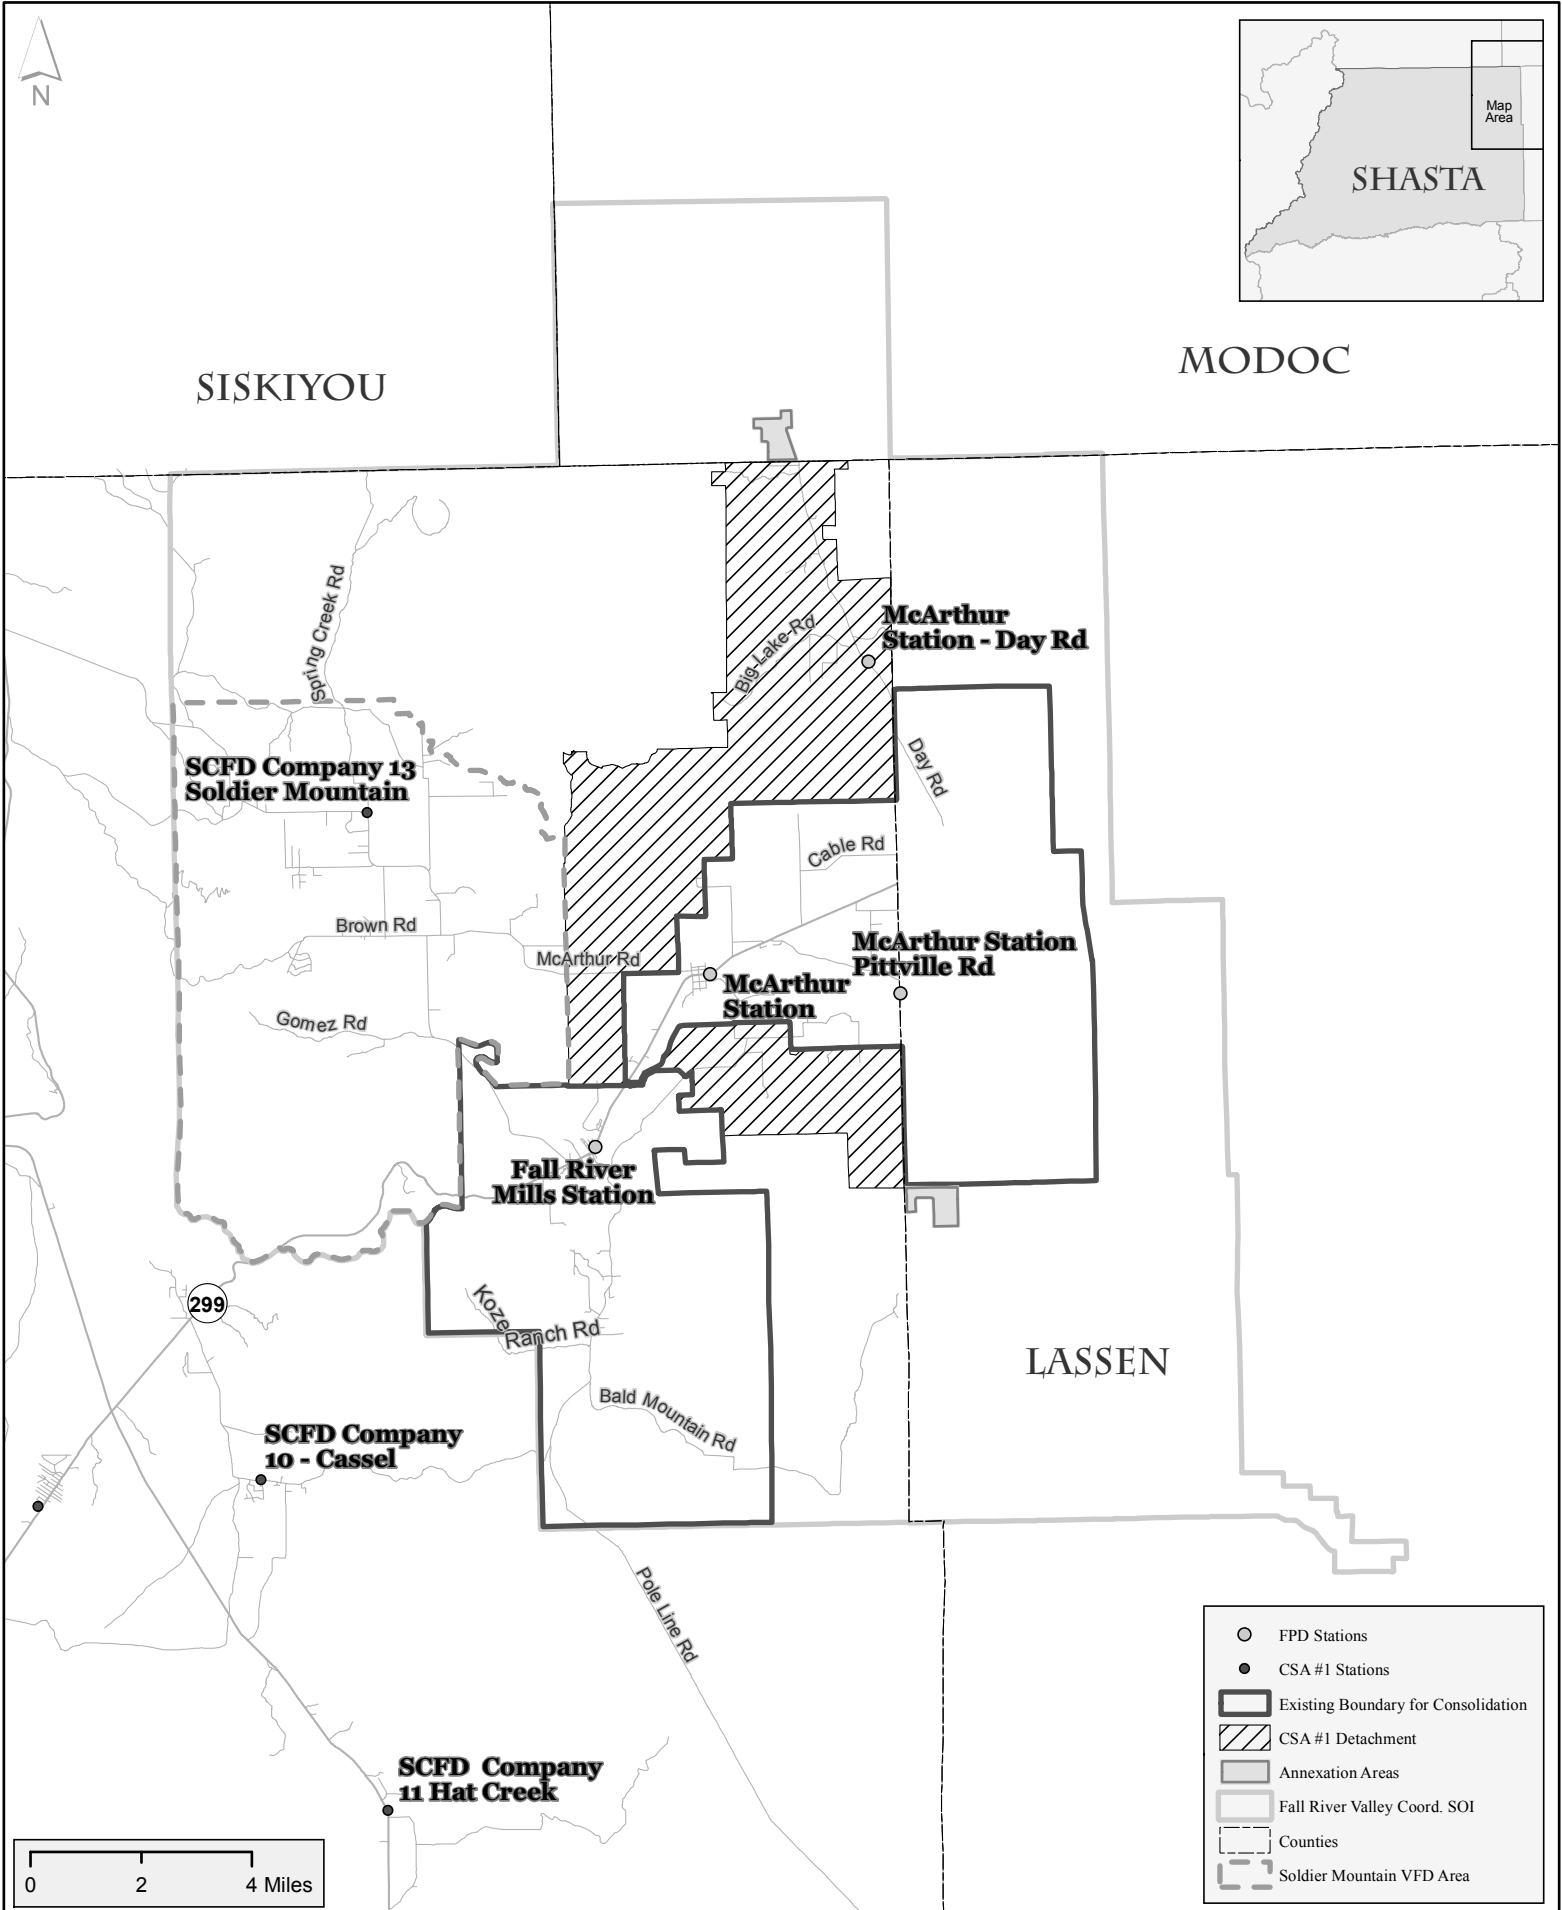 N
Map
Area
SHASTA
SISKIYOU
MODOC
Spring Creek Rd
McArthur
Station - Day Rd
Big-Lake-Rd
Day Rd
SCFD Company 13
Soldier Mountain
Cable Rd
Brown Rd
McArthur Rd
McArthur Station
Pittville Rd
McArthur
Station
Gomez Rd
Fall River
Mills Station
299
Koze
Ranch Rd
LASSEN
Bald Mountain Rd
SCFD Company
10 - Cassel
Pole Line Rd
SCFD Company
11 Hat Creek
FPD Stations
CSA #1 Stations
Existing Boundary for Consolidation
CSA #1 Detachment
Annexation Areas
Fall River Valley Coord. SOI
Counties
Soldier Mountain VFD Area
0 2 4 Miles